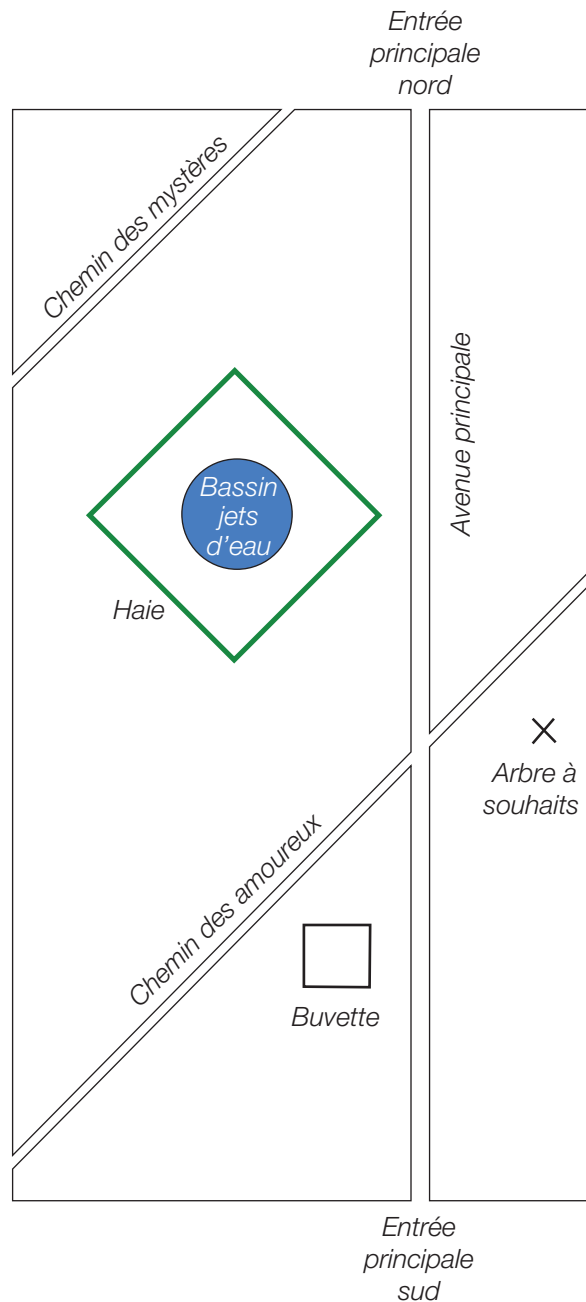 Entrée
principale
nord
Chemin des mystères
Avenue principale
Bassin
jets
d'eau
Haie
Arbre à
souhaits
Chemin des amoureux
Buvette
Entrée
principale
sud